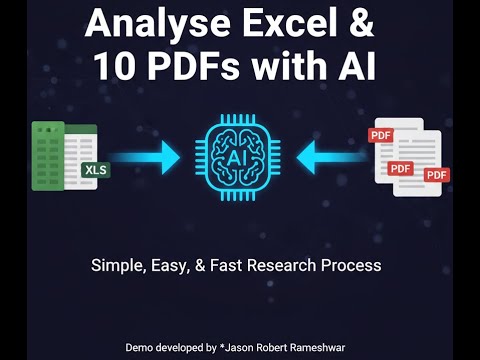 Analyse Excel &
10 PDFs with AI
XLS
AI
PDF
PDF
PDF
Simple, Easy, & Fast Research Process
Demo developed by *Jason Robert Rameshwar